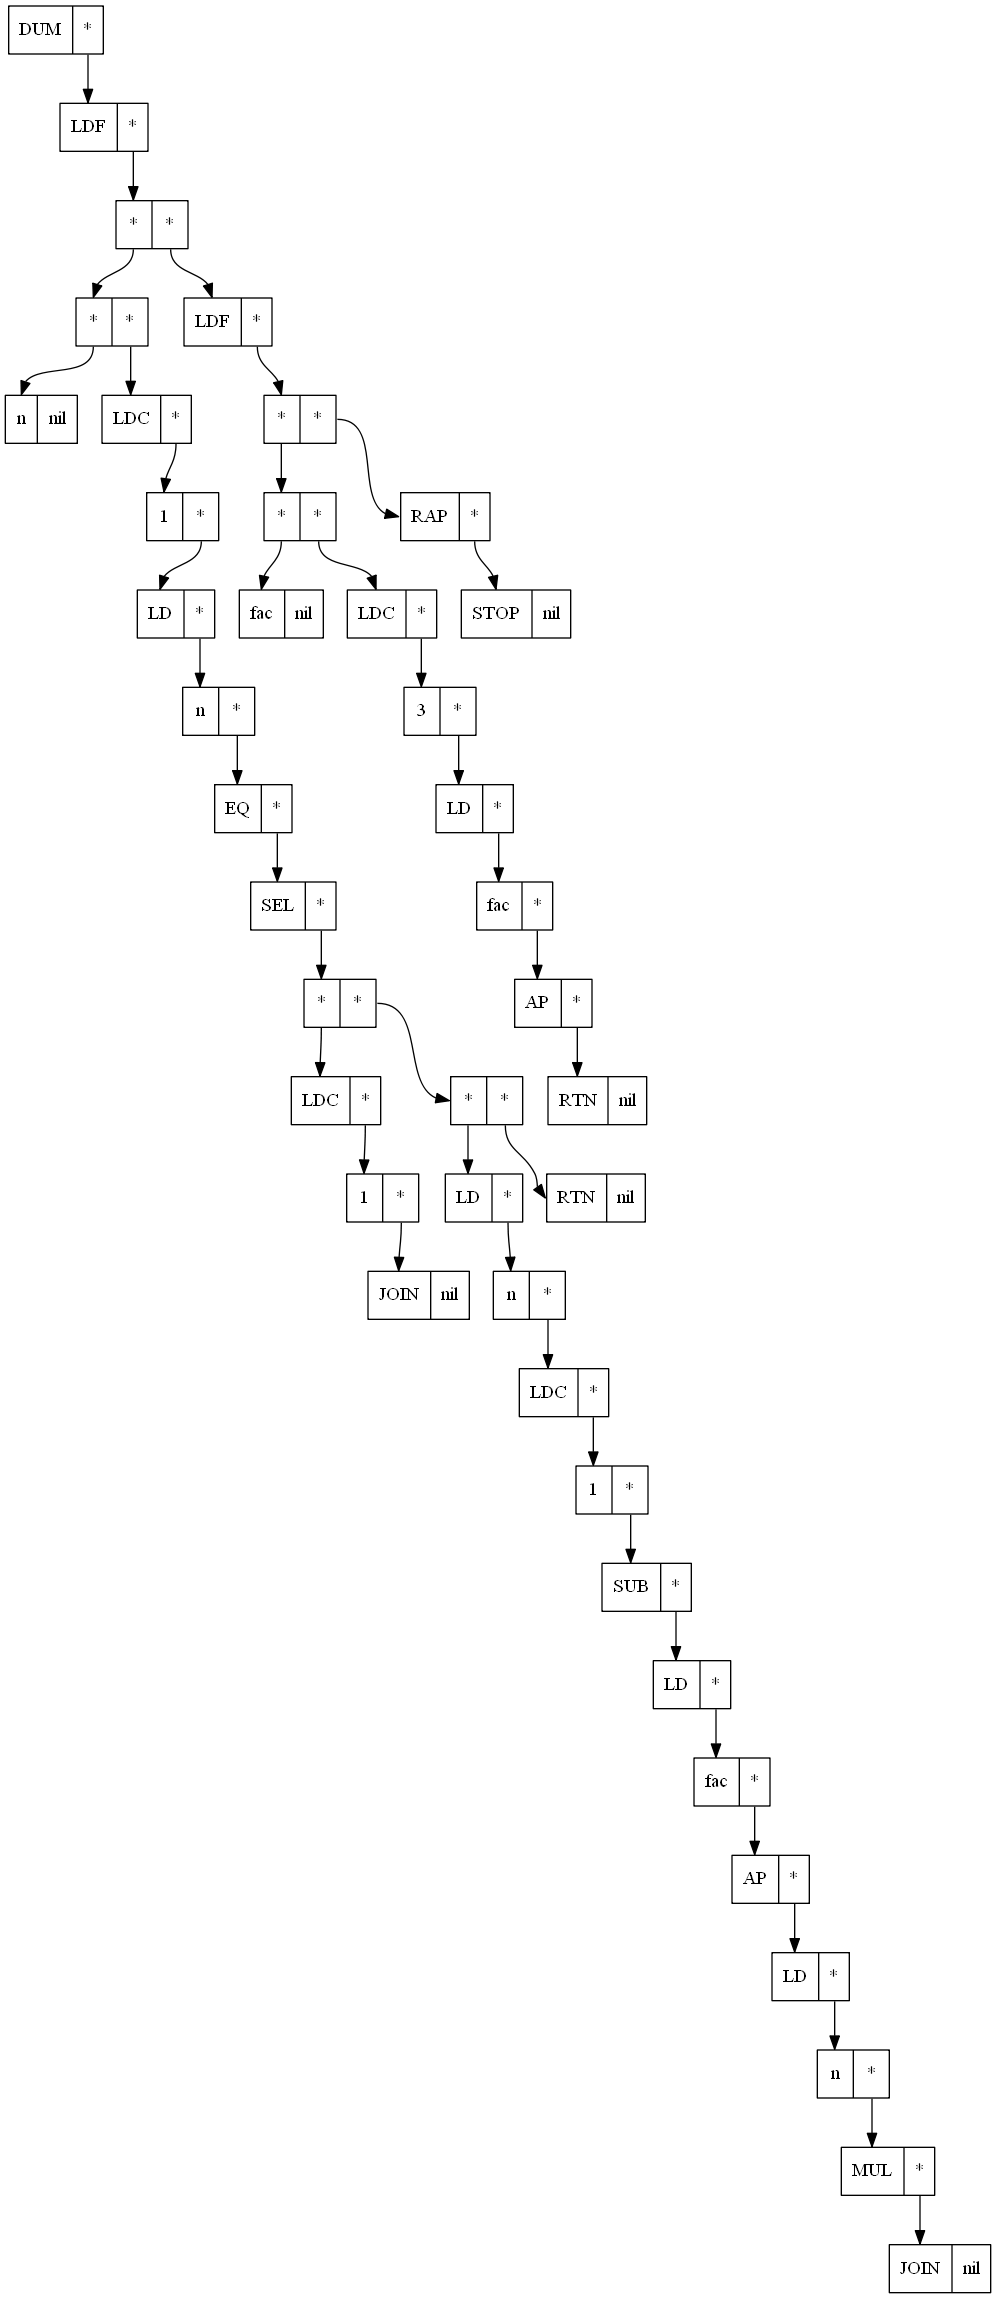 DUM *
LDF *
* *
* * LDF *
n nil LDC * * *
1 * * * RAP *
LD * fac nil LDC * STOP nil
n * 3 *
EQ * LD *
SEL * fac *
* * AP *
LDC * * * RTN nil
1 * LD * RTN nil
JOIN nil n *
LDC *
1 *
SUB *
LD *
fac *
AP *
LD *
n *
MUL *
JOIN nil